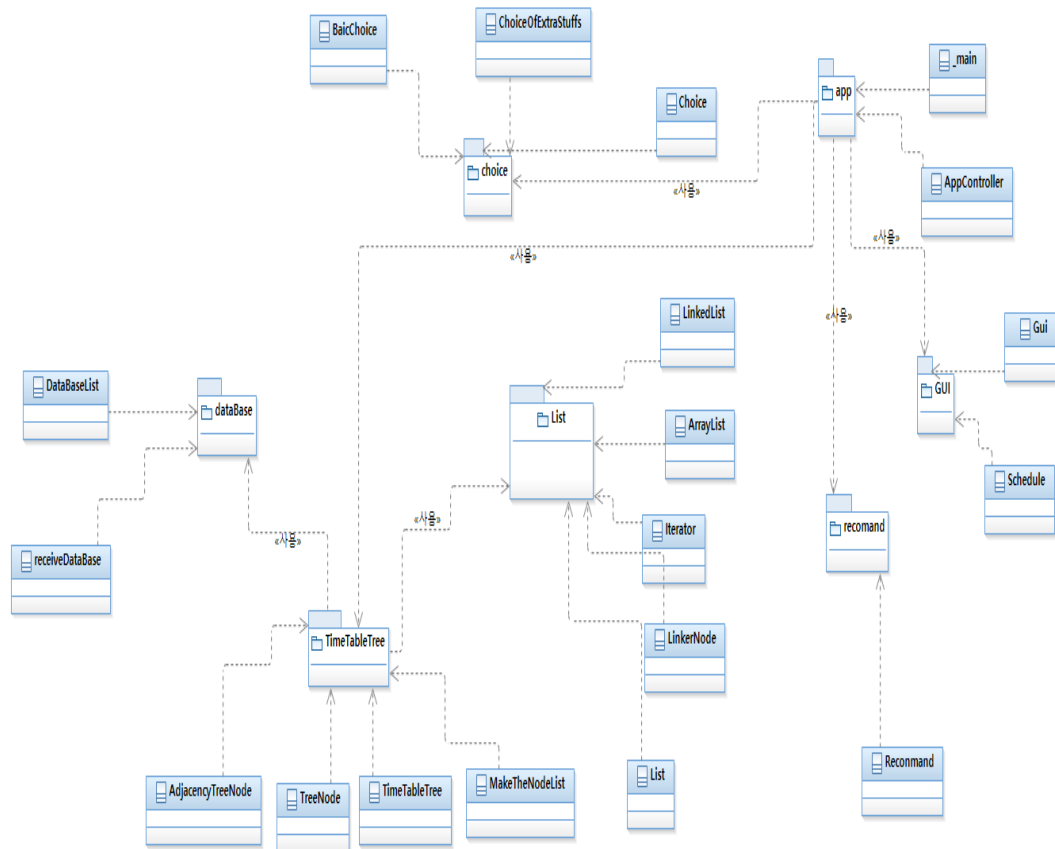 BaicChoice
ChoiceOfExtraStuffs
_main
app
Choice
choice
«사용»
AppController
«사용»
«사용»
LinkedList
«사용»
Gui
DataBaseList
dataBase
GUI
List
ArrayList
Schedule
«사용»
Iterator
recomand
«사용»
receiveDataBase
TimeTableTree
LinkerNode
Reconmand
List
AdjacencyTreeNode
TreeNode
TimeTableTree
MakeTheNodeList